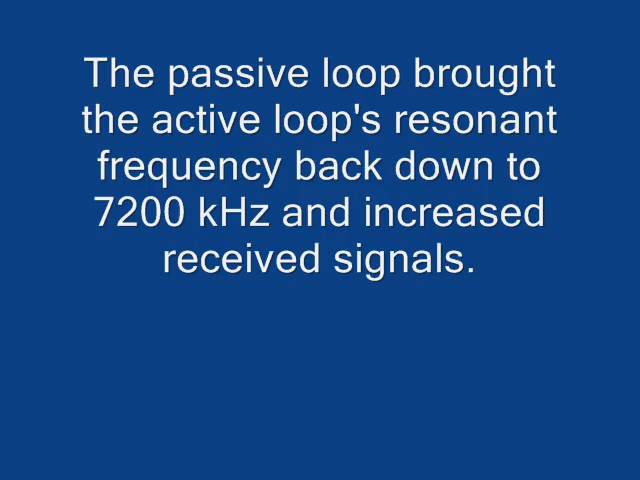 The passive loop brought
the active loop's resonant
frequency back down to
7200 kHz and increased
received signals.